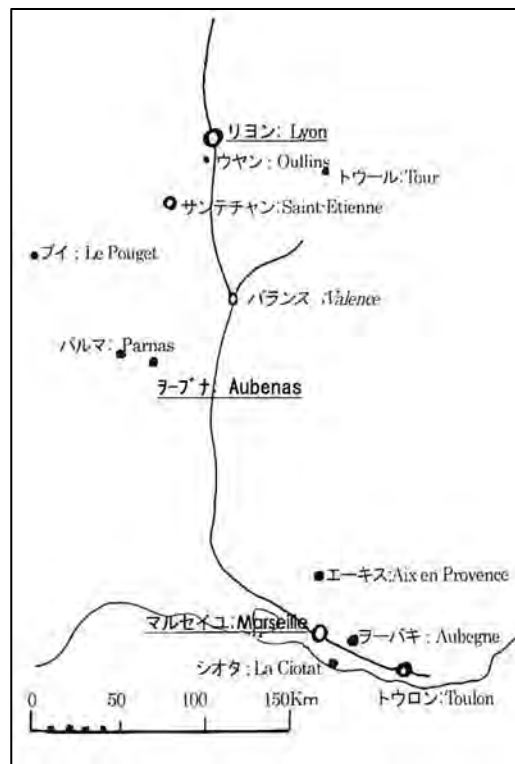 リヨン: Lyon
ウヤン: Oullins
トウール:Tour
サンテチャン:Saint-Etienne
プイ: Le Pouget
バランス :Valence
パルマ: Parnas
ヲーブナ: Aubenas
エーキス:Aix en Provence
マルセイユ:Marseille
ヲーバキ: Aubegne
シオタ: La Ciotat
トウロン:Toulon
0 50 100 150Km